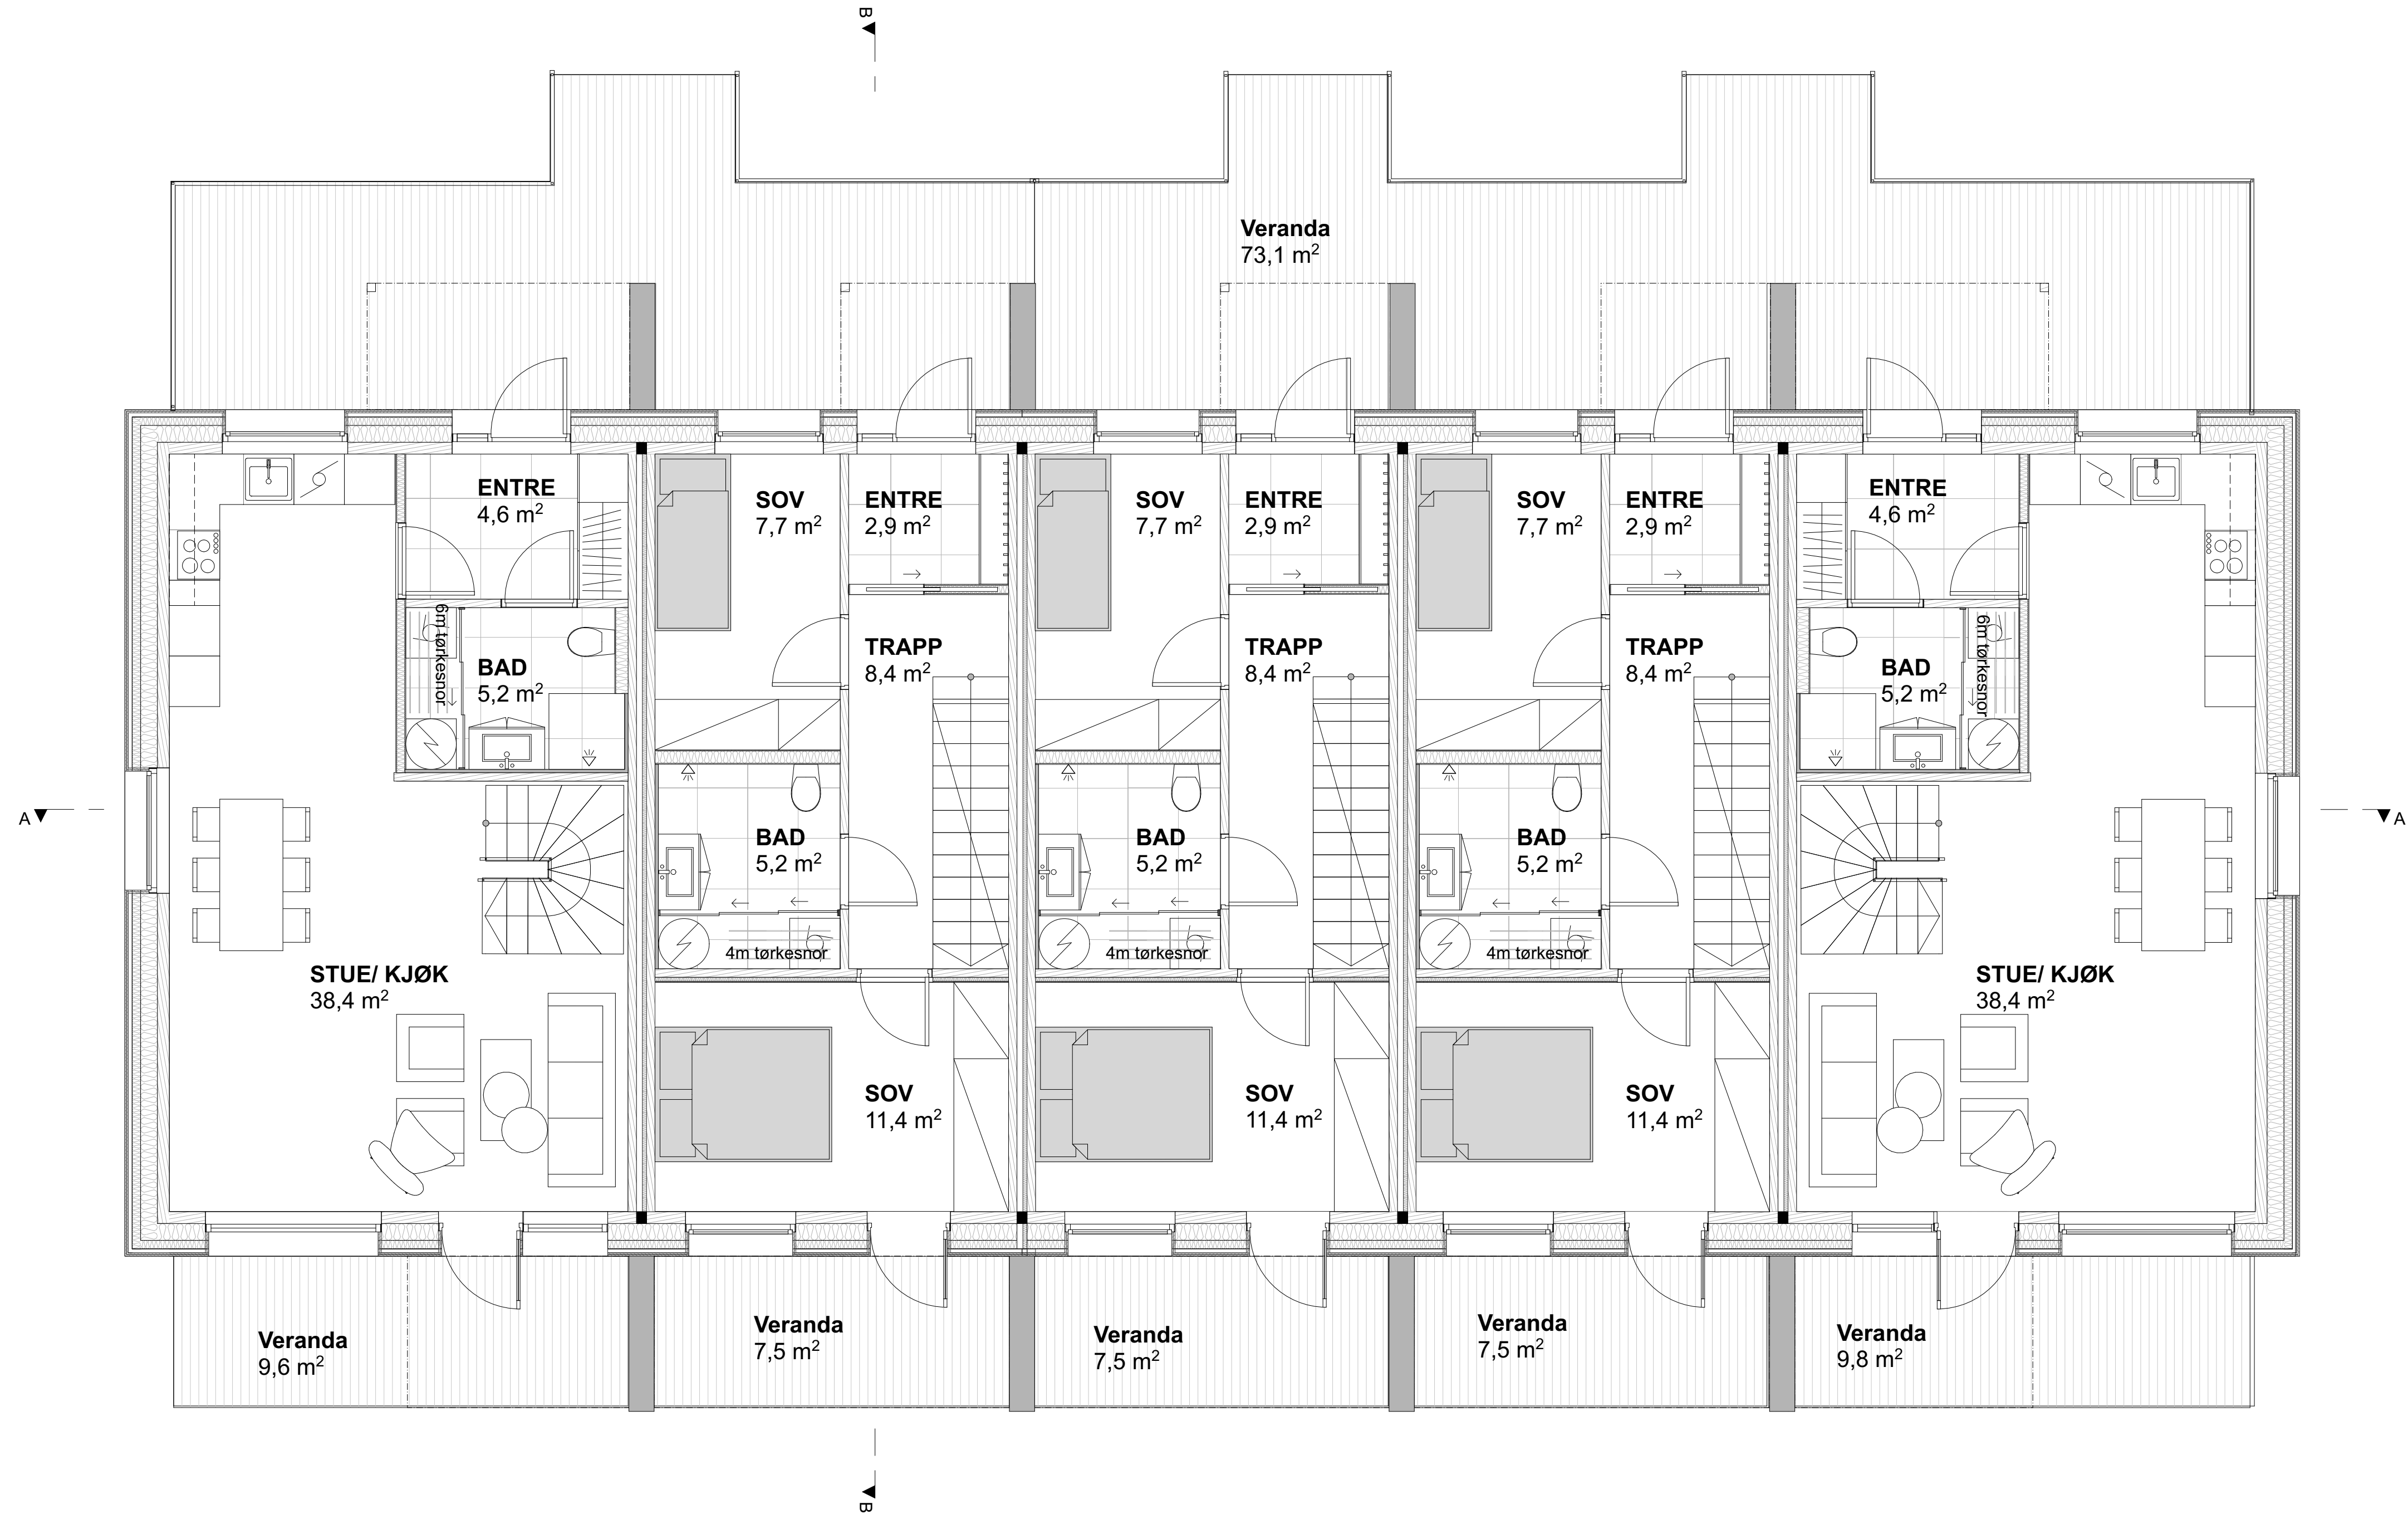 B
Veranda
73,1 m²
ENTRE
4,6 m²
SOV
7,7 m²
ENTRE
2,9 m²
SOV
7,7 m²
ENTRE
2,9 m²
SOV
7,7 m²
ENTRE
2,9 m²
ENTRE
4,6 m²
6m tørkesnor
BAD
5,2 m²
TRAPP
8,4 m²
TRAPP
8,4 m²
TRAPP
8,4 m²
BAD
5,2 m²
6m tørkesnor
A
A
BAD
5,2 m²
BAD
5,2 m²
BAD
5,2 m²
4m tørkesnor
4m tørkesnor
4m tørkesnor
STUE/ KJØK
38,4 m²
STUE/ KJØK
38,4 m²
SOV
11,4 m²
SOV
11,4 m²
SOV
11,4 m²
Veranda
9,6 m²
Veranda
7,5 m²
Veranda
7,5 m²
Veranda
7,5 m²
Veranda
9,8 m²
B